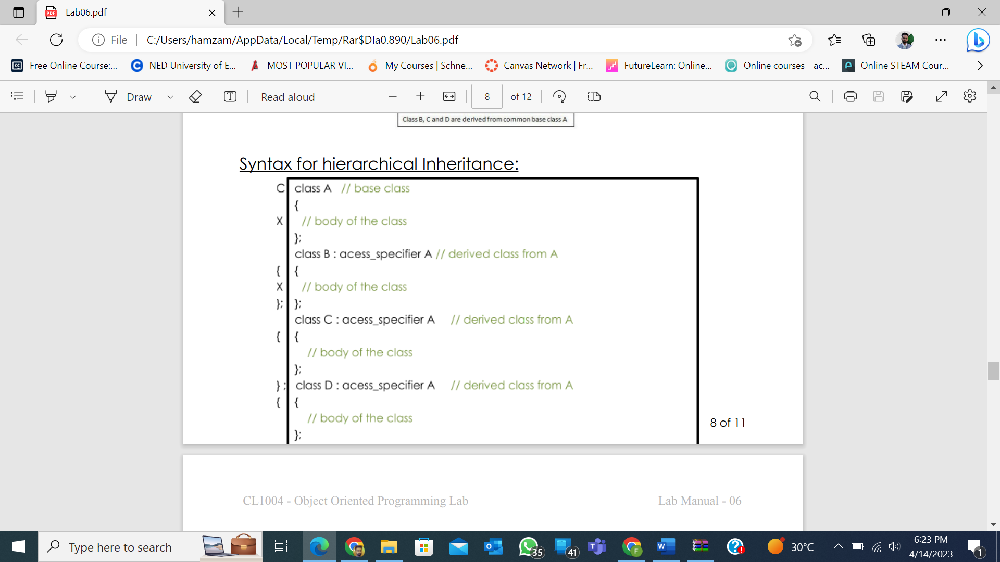 Lab06.pdf
File
C:/Users/hamzam/AppData/Local/Temp/Rar$DIa0.890/Lab06.pdf
Free Online Course:...
NED University of E...
MOST POPULAR VI...
My Courses | Schne...
Canvas Network | Fr...
FutureLearn: Online...
Online courses - ac...
Online STEAM Cour...
Draw
Read aloud
8
of 12
Class B, C and D are derived from common base class A
Syntax for hierarchical Inheritance:
C class A // base class
{
X // body of the class
};
class B : acess_specifier A // derived class from A
{ {
X // body of the class
}; };
class C : acess_specifier A // derived class from A
{ {
// body of the class
};
} ; class D : acess_specifier A // derived class from A
{ {
// body of the class
8 of 11
};
CL1004 - Object Oriented Programming Lab
Lab Manual - 06
Type here to search
35
41
30°C
6:23 PM
4/14/2023
1